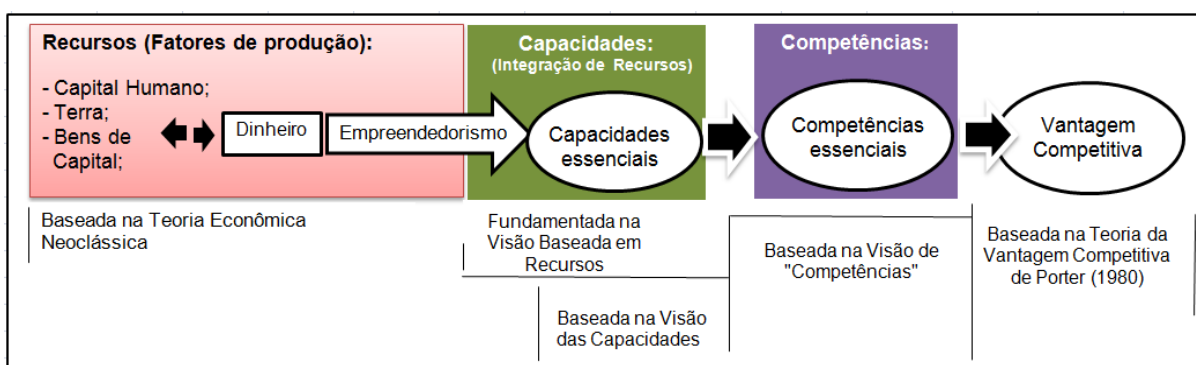 Recursos (Fatores de produção):
- Capital Humano;
- Terra;
- Bens de
Capital;
Dinheiro
Empreendedorismo
Capacidades:
(Integração de Recursos)
Capacidades
essenciais
Competências:
Competências
essenciais
Vantagem
Competitiva
Baseada na Teoria Econômica
Neoclássica
Fundamentada na
Visão Baseada em
Recursos
Baseada na Visão
das Capacidades
Baseada na Visão de
"Competências"
Baseada na Teoria da
Vantagem Competitiva
de Porter (1980)